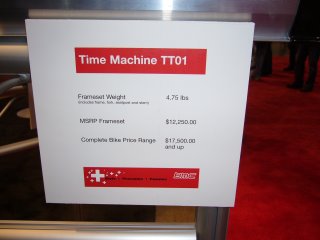 Time Machine TT01
Frameset Weight 4.75 lbs
(includes frame, fork, seatpost and stem)
MSRP Frameset $12,250.00
Complete Bike Price Range $17,500.00
and up
BMC